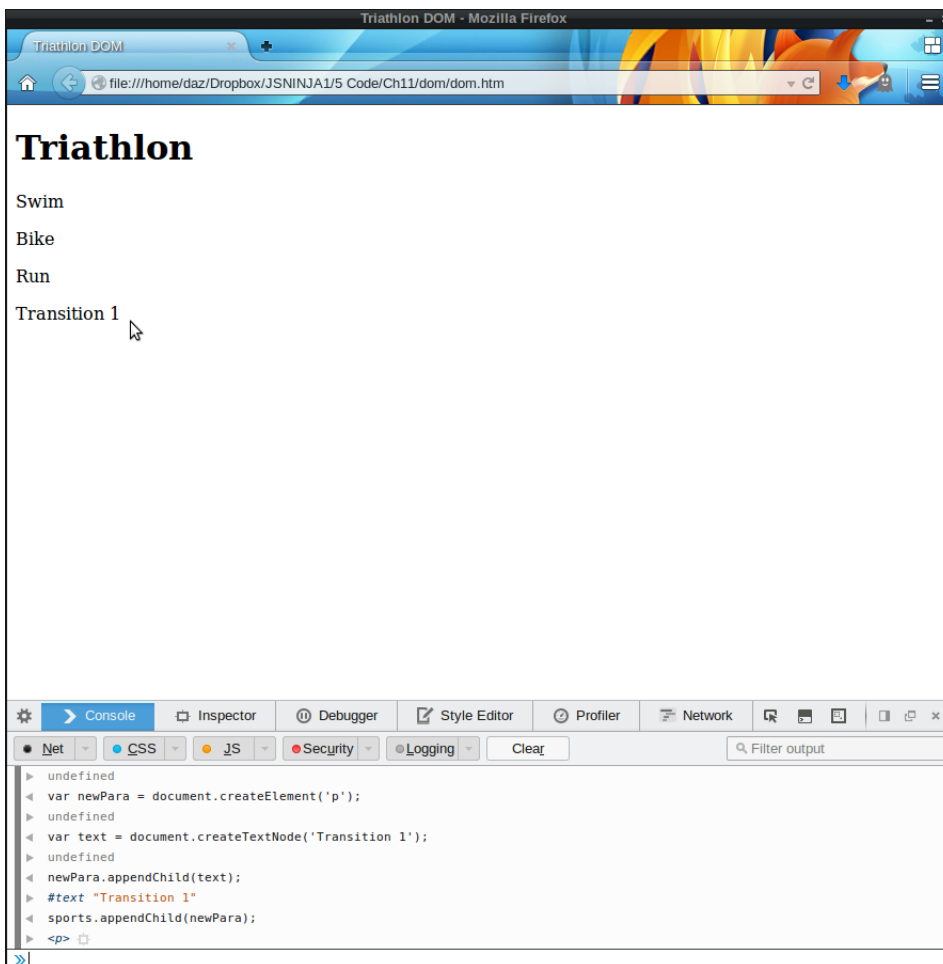 Triathlon DOM - Mozilla Firefox
Triathlon DOM
file:///home/daz/Dropbox/JSNINJA1/5 Code/Ch11/dom/dom.htm
Triathlon
Swim
Bike
Run
Transition 1
Console Inspector Debugger Style Editor Profiler Network
Net CSS JS Security Logging Clear Filter output
undefined
var newPara = document.createElement('p');
undefined
var text = document.createTextNode('Transition 1');
undefined
newPara.appendChild(text);
#text "Transition 1"
sports.appendChild(newPara);
<p>